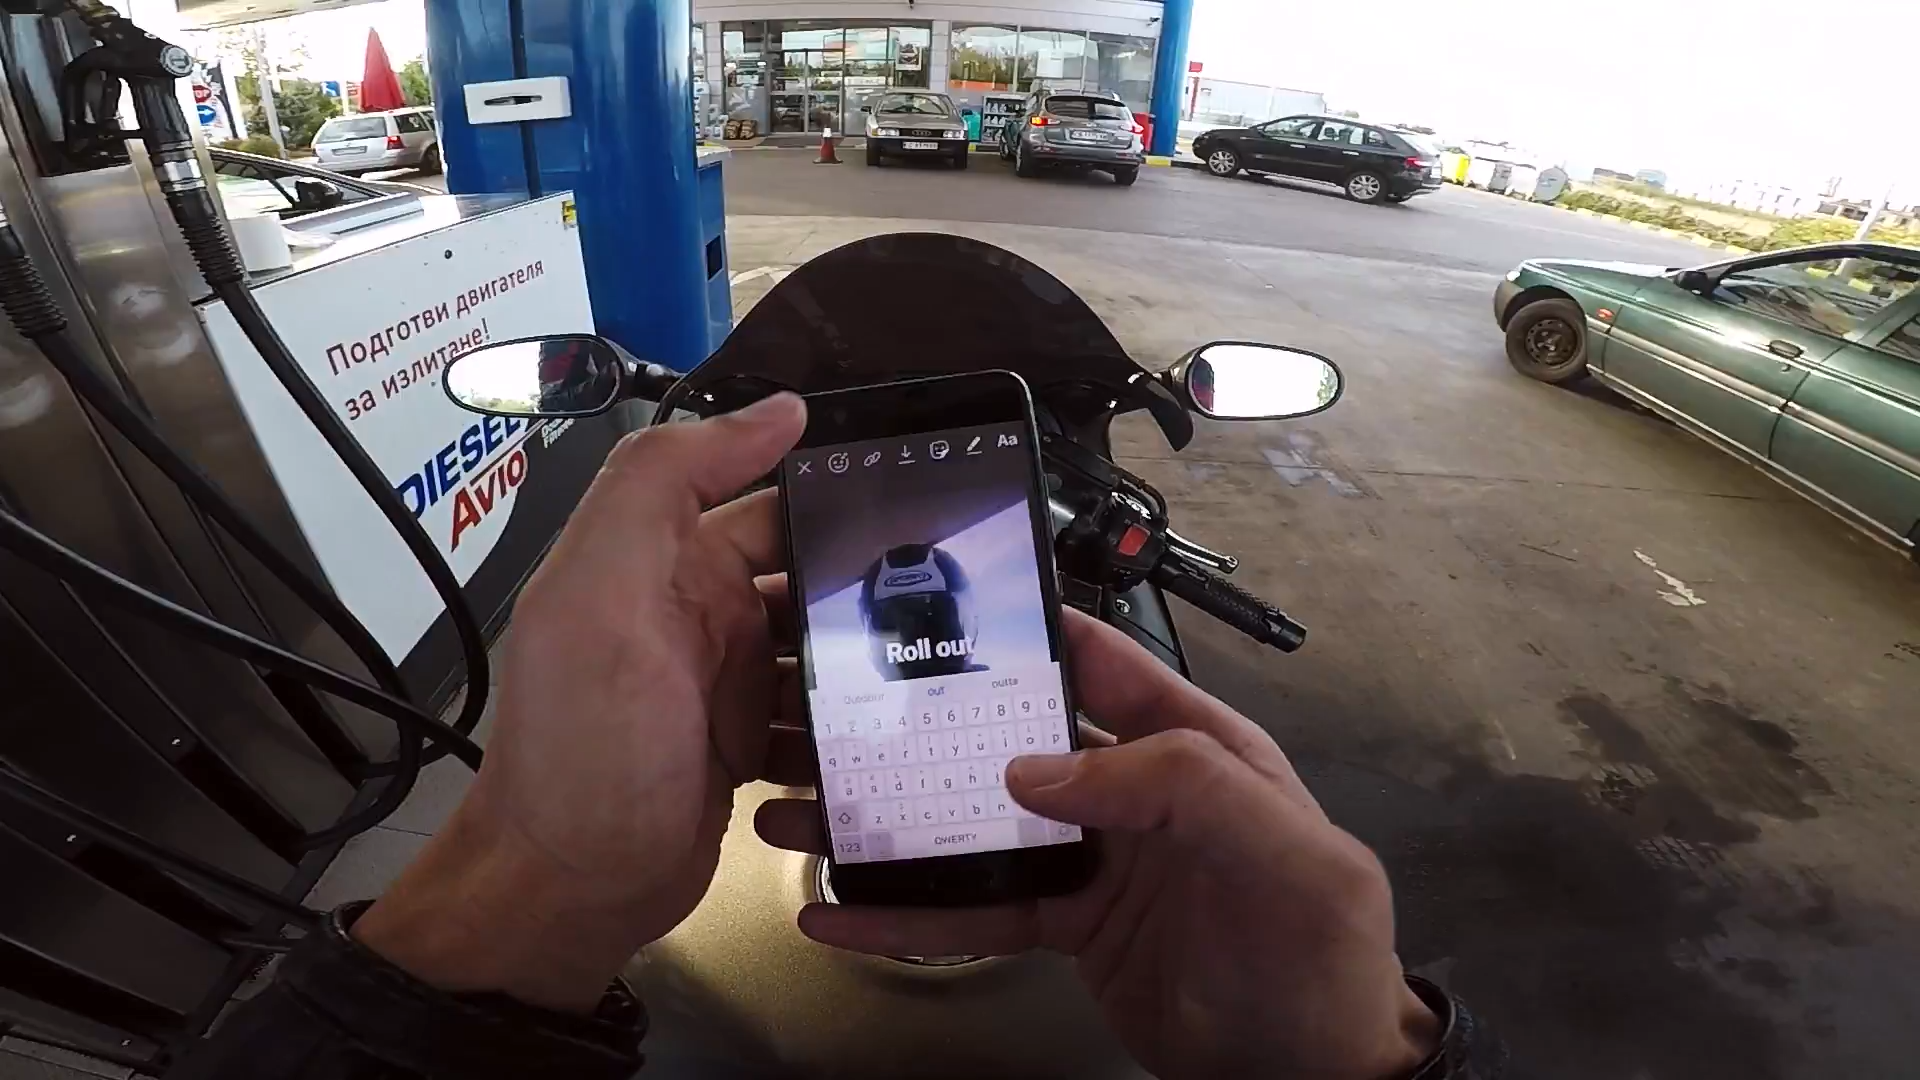 Подготви двигателя
за излитане!
DIESEL
Avio
Aa
Roll out
out
outta
1 2 3 4 5 6 7 8 9 0
q w e r t y u i o p
a s d f g h j
z x c v b n
123
QWERTY